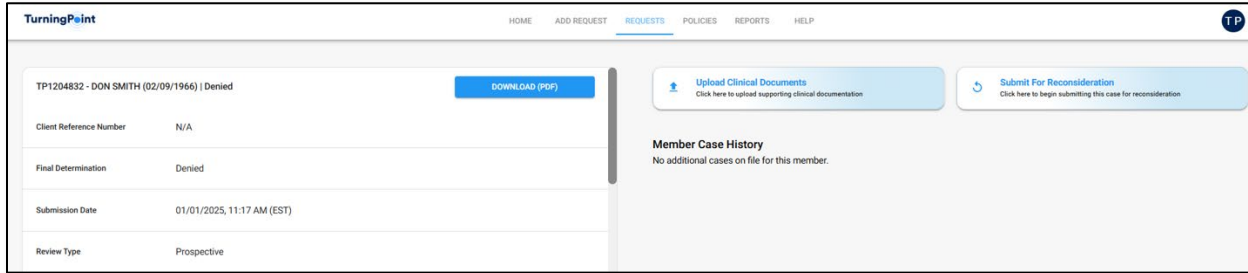 TurningPoint
HOME ADD REQUEST REQUESTS POLICIES REPORTS HELP
TP
TP1204832 - DON SMITH (02/09/1966) | Denied
DOWNLOAD (PDF)
Client Reference Number N/A
Final Determination Denied
Submission Date 01/01/2025, 11:17 AM (EST)
Review Type Prospective
Upload Clinical Documents
Click here to upload supporting clinical documentation
Submit For Reconsideration
Click here to begin submitting this case for reconsideration
Member Case History
No additional cases on file for this member.